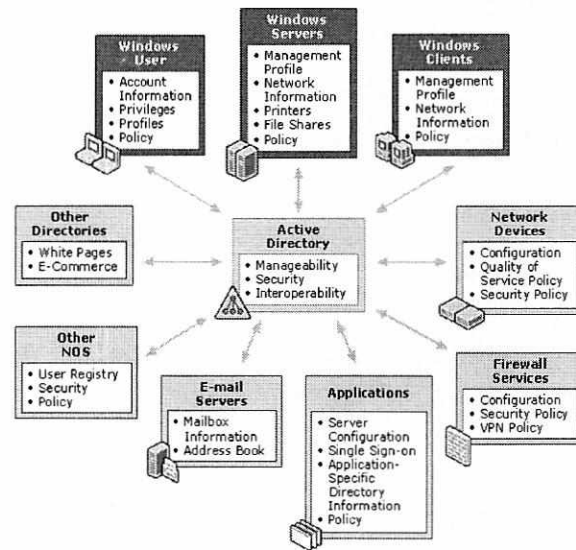 Windows
User
• Account
Information
• Privileges
• Profiles
• Policy
Windows
Servers
• Management
Profile
• Network
Information
• Printers
• File Shares
• Policy
Windows
Clients
• Management
Profile
• Network
Information
• Policy
Other
Directories
• White Pages
• E-Commerce
Active
Directory
• Manageability
• Security
• Interoperability
Network
Devices
• Configuration
• Quality of
Service Policy
• Security Policy
Other
NOS
• User Registry
• Security
• Policy
E-mail
Servers
• Mailbox
Information
• Address Book
Applications
• Server
Configuration
• Single Sign-on
• Application-
Specific
Directory
Information
• Policy
Firewall
Services
• Configuration
• Security Policy
• VPN Policy